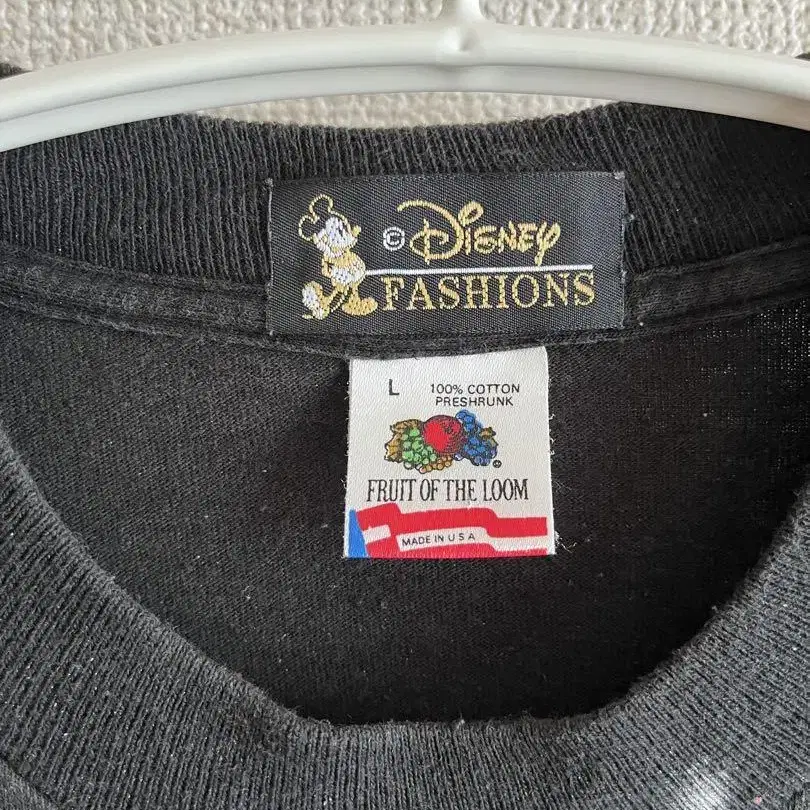 © Disney
FASHIONS
L 100% COTTON
PRESHRUNK
®
FRUIT OF THE LOOM
MADE IN U S A